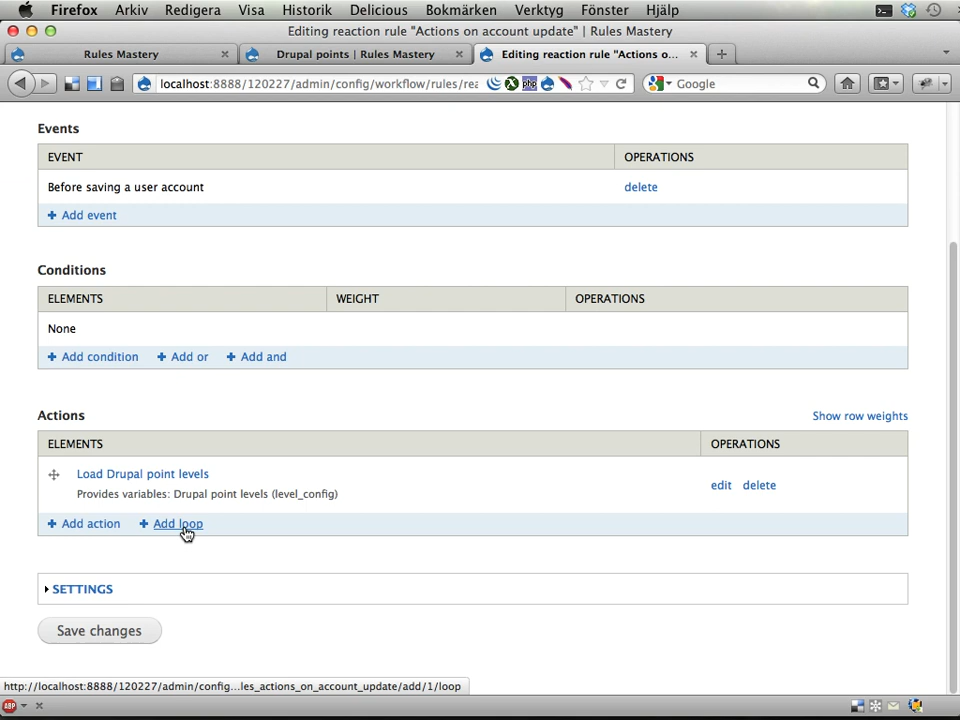 Firefox Arkiv Redigera Visa Historik Delicious Bokmärken Verktyg Fönster Hjälp
Editing reaction rule "Actions on account update" | Rules Mastery
Rules Mastery
Drupal points | Rules Mastery
Editing reaction rule "Actions o...
localhost:8888/120227/admin/config/workflow/rules/rea
php
Google
Events
EVENT OPERATIONS
Before saving a user account delete
Add event
Conditions
ELEMENTS WEIGHT OPERATIONS
None
Add condition Add or Add and
Actions Show row weights
ELEMENTS OPERATIONS
Load Drupal point levels
Provides variables: Drupal point levels (level_config)
edit delete
Add action Add loop
SETTINGS
Save changes
http://localhost:8888/120227/admin/config...les_actions_on_account_update/add/1/loop
ABP